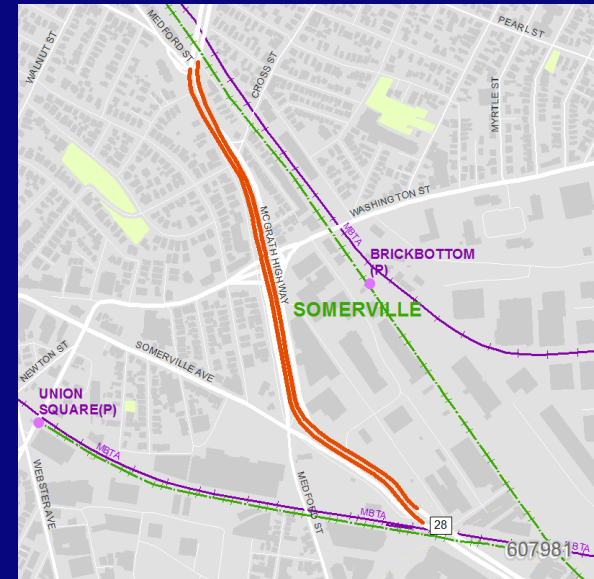 MEDFORD ST
PEARL ST
WALNUT ST
CROSS ST
MYRTLE ST
WASHINGTON ST
MCGRATH HIGHWAY
MBTA
BRICKBOTTOM
(P)
SOMERVILLE
NEWTON ST
SOMERVILLE AVE
UNION
SQUARE(P)
MBTA
WEBSTER AVE
MEDFORD ST
MBTA
28
607981
MBTA